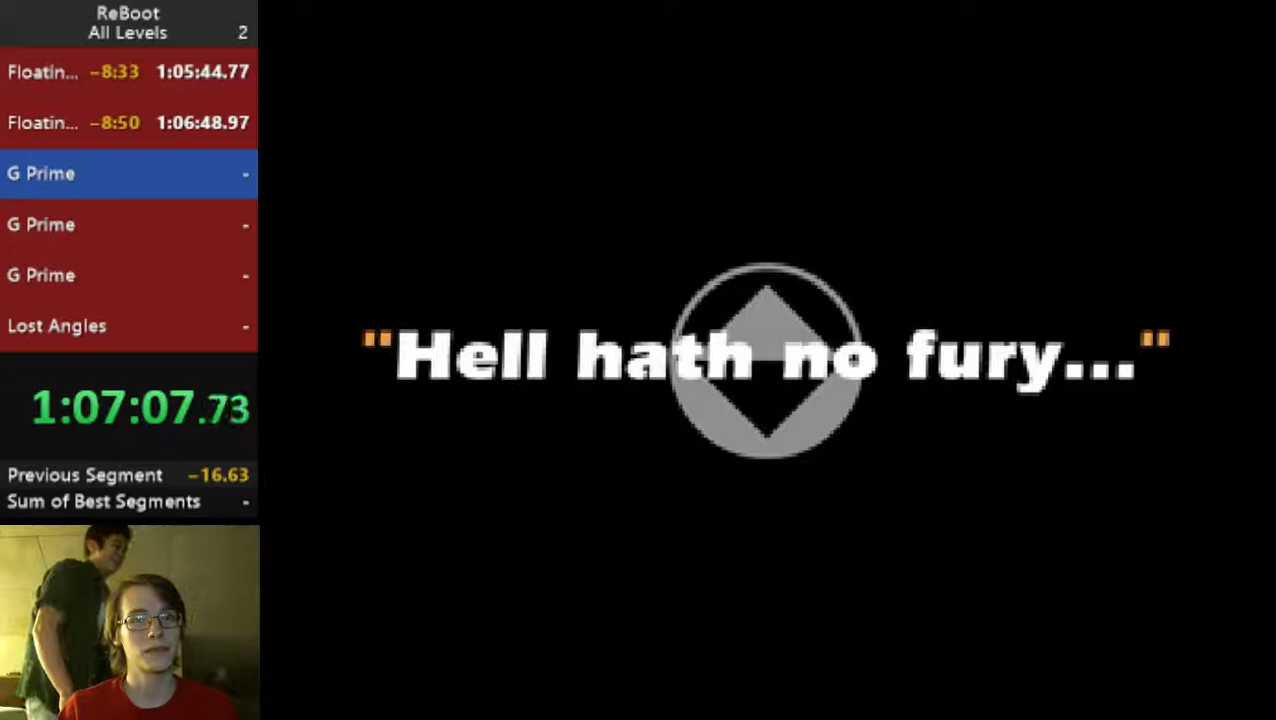 ReBoot
All Levels 2
Floatin... −8:33 1:05:44.77
Floatin... −8:50 1:06:48.97
G Prime -
G Prime -
G Prime -
Lost Angles -
1:07:07.73
Previous Segment −16.63
Sum of Best Segments -
"Hell hath no fury..."